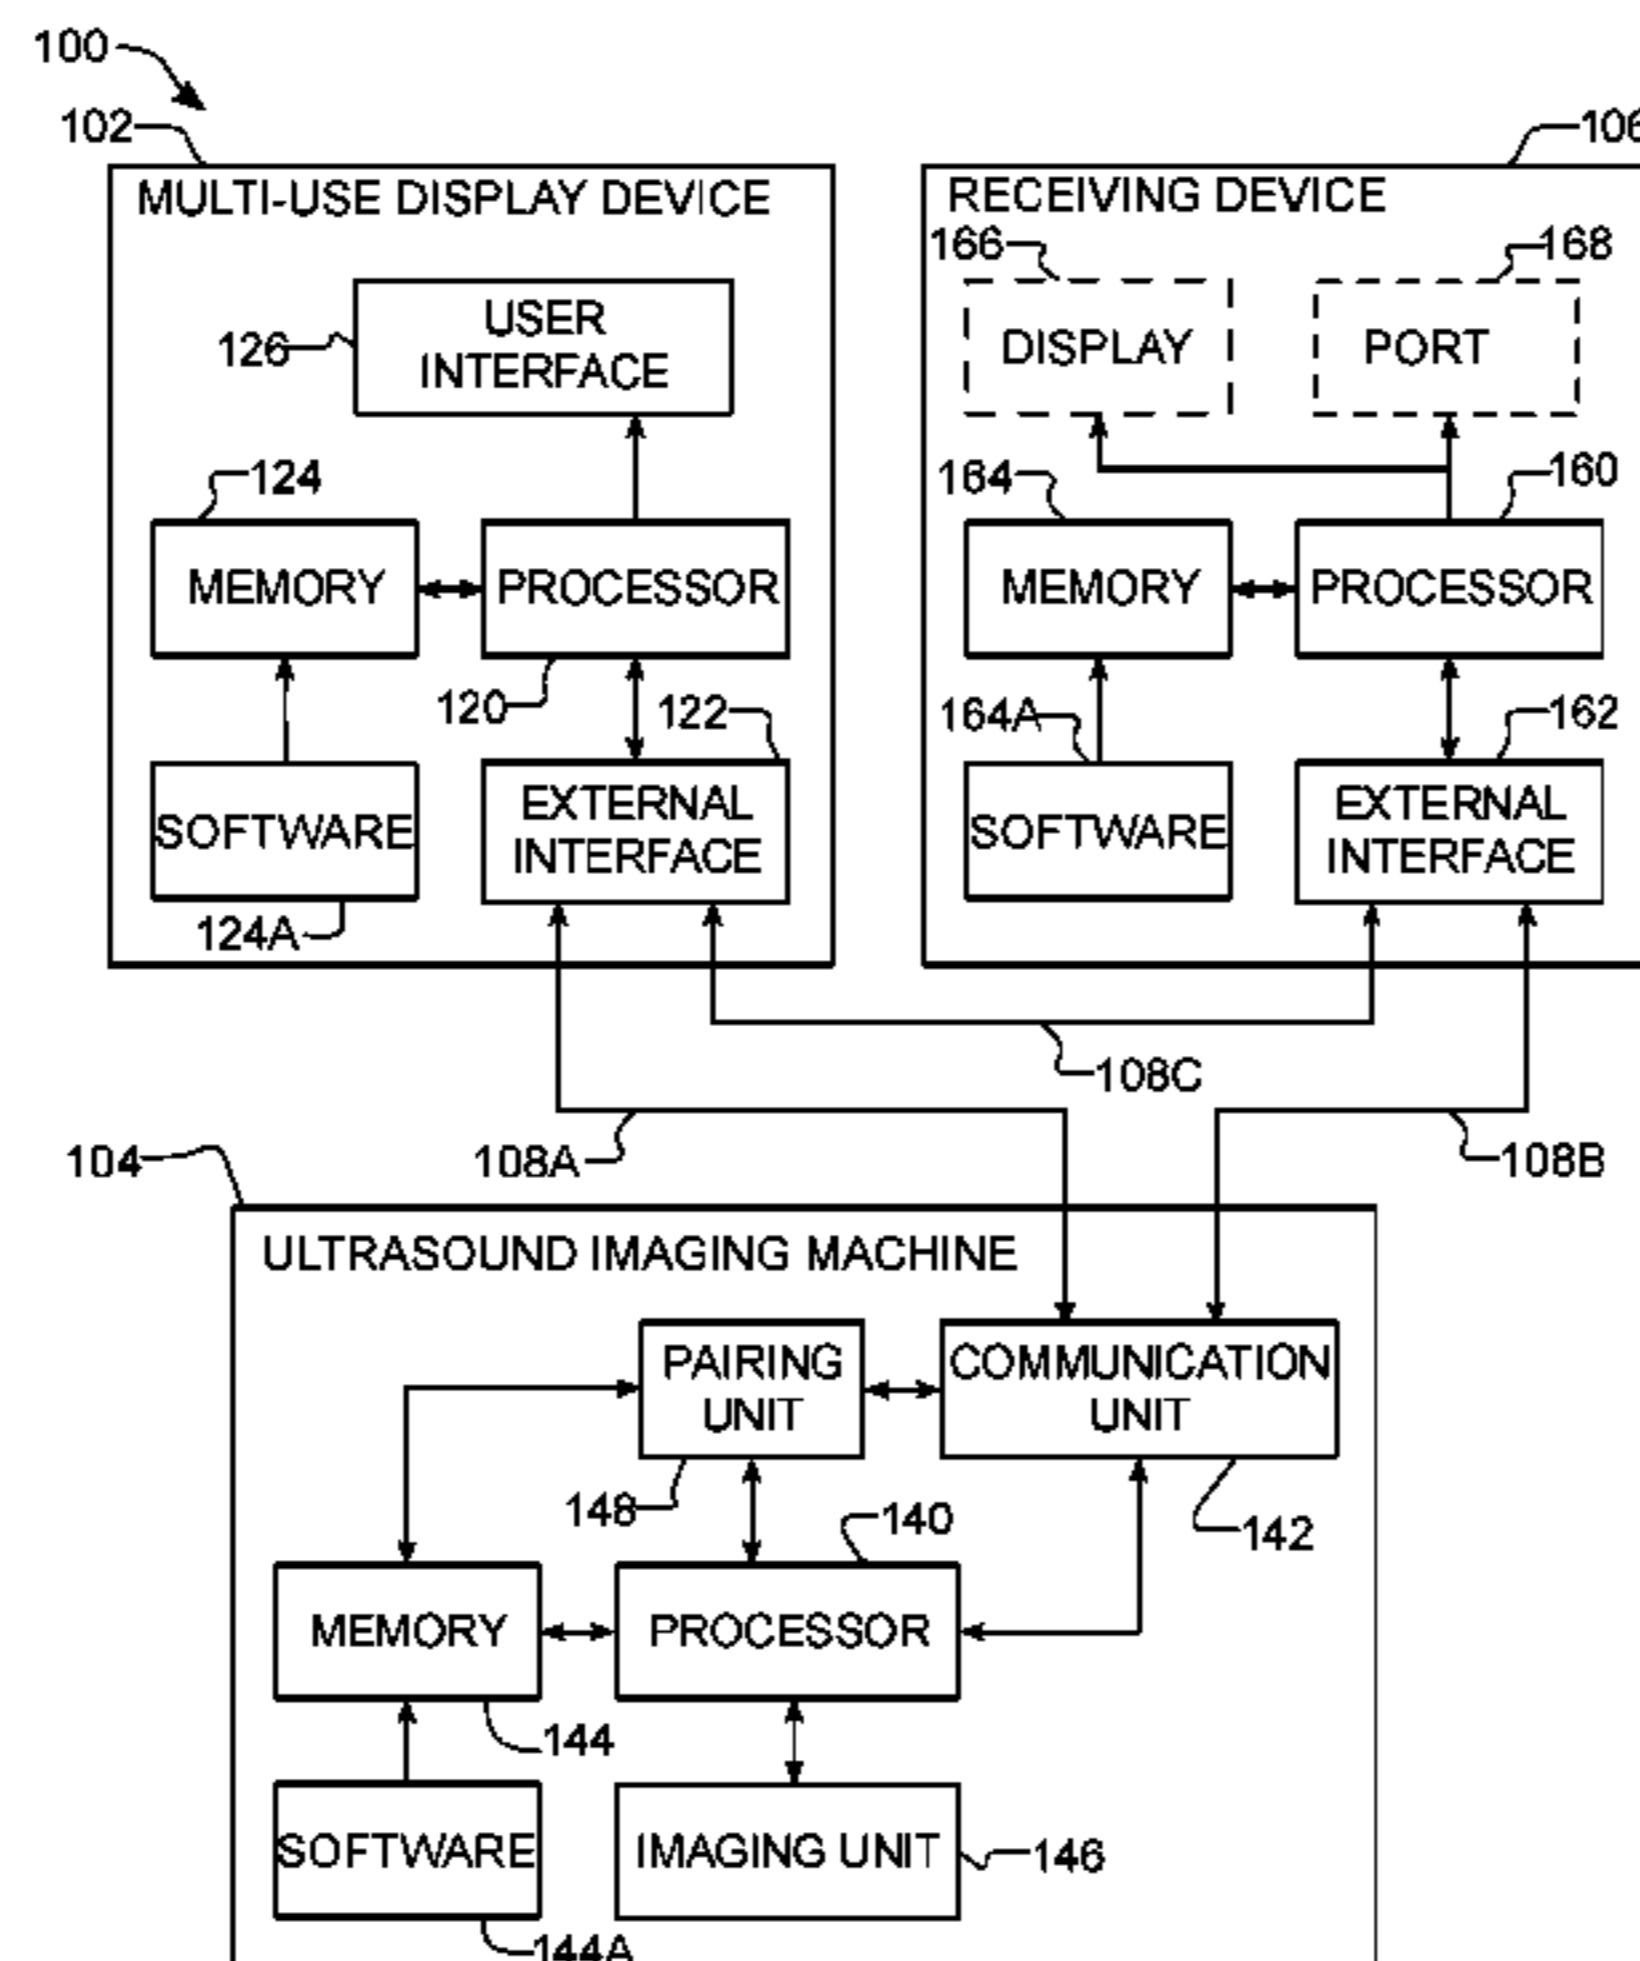 100
102
106
MULTI-USE DISPLAY DEVICE
RECEIVING DEVICE
166
168
USER
INTERFACE
126
DISPLAY
PORT
124
164
160
MEMORY
PROCESSOR
MEMORY
PROCESSOR
120
122
164A
162
SOFTWARE
EXTERNAL
INTERFACE
SOFTWARE
EXTERNAL
INTERFACE
124A
108C
108A
108B
104
ULTRASOUND IMAGING MACHINE
PAIRING
UNIT
COMMUNICATION
UNIT
148
140
142
MEMORY
PROCESSOR
144
SOFTWARE
IMAGING UNIT
146
144A